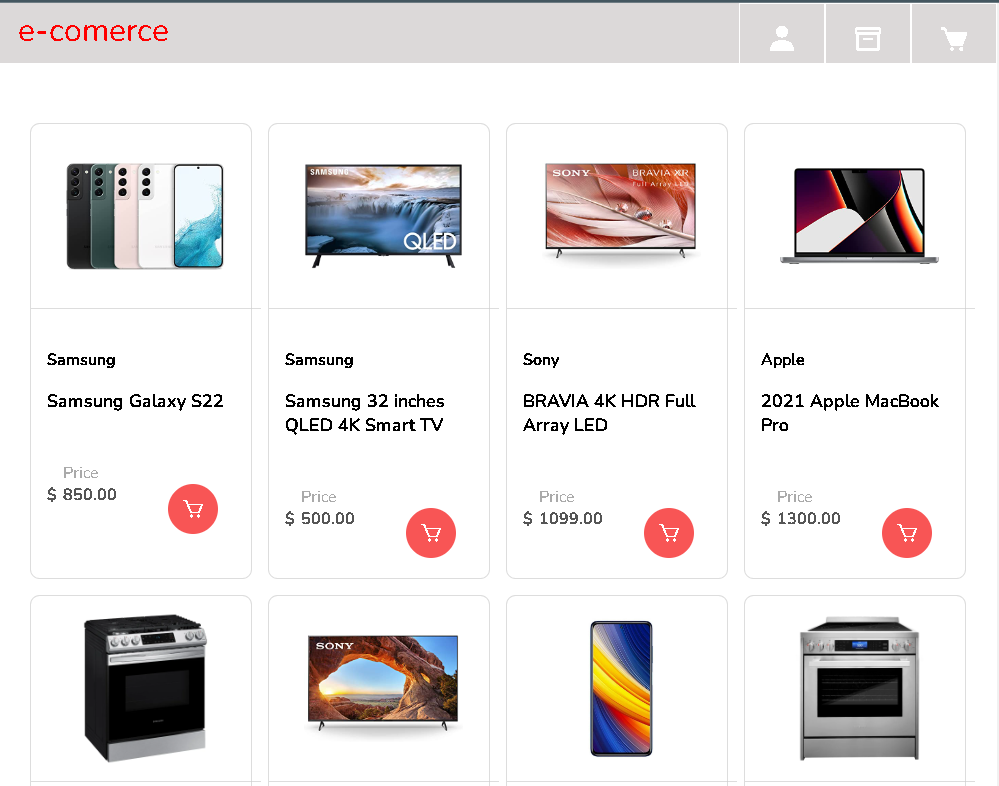 e-comerce
SAMSUNG
QLED
SONY
BRAVIA XR
Full Array LED
Samsung
Samsung Galaxy S22
Price
$ 850.00
Samsung
Samsung 32 inches
QLED 4K Smart TV
Price
$ 500.00
Sony
BRAVIA 4K HDR Full
Array LED
Price
$ 1099.00
Apple
2021 Apple MacBook
Pro
Price
$ 1300.00
SONY